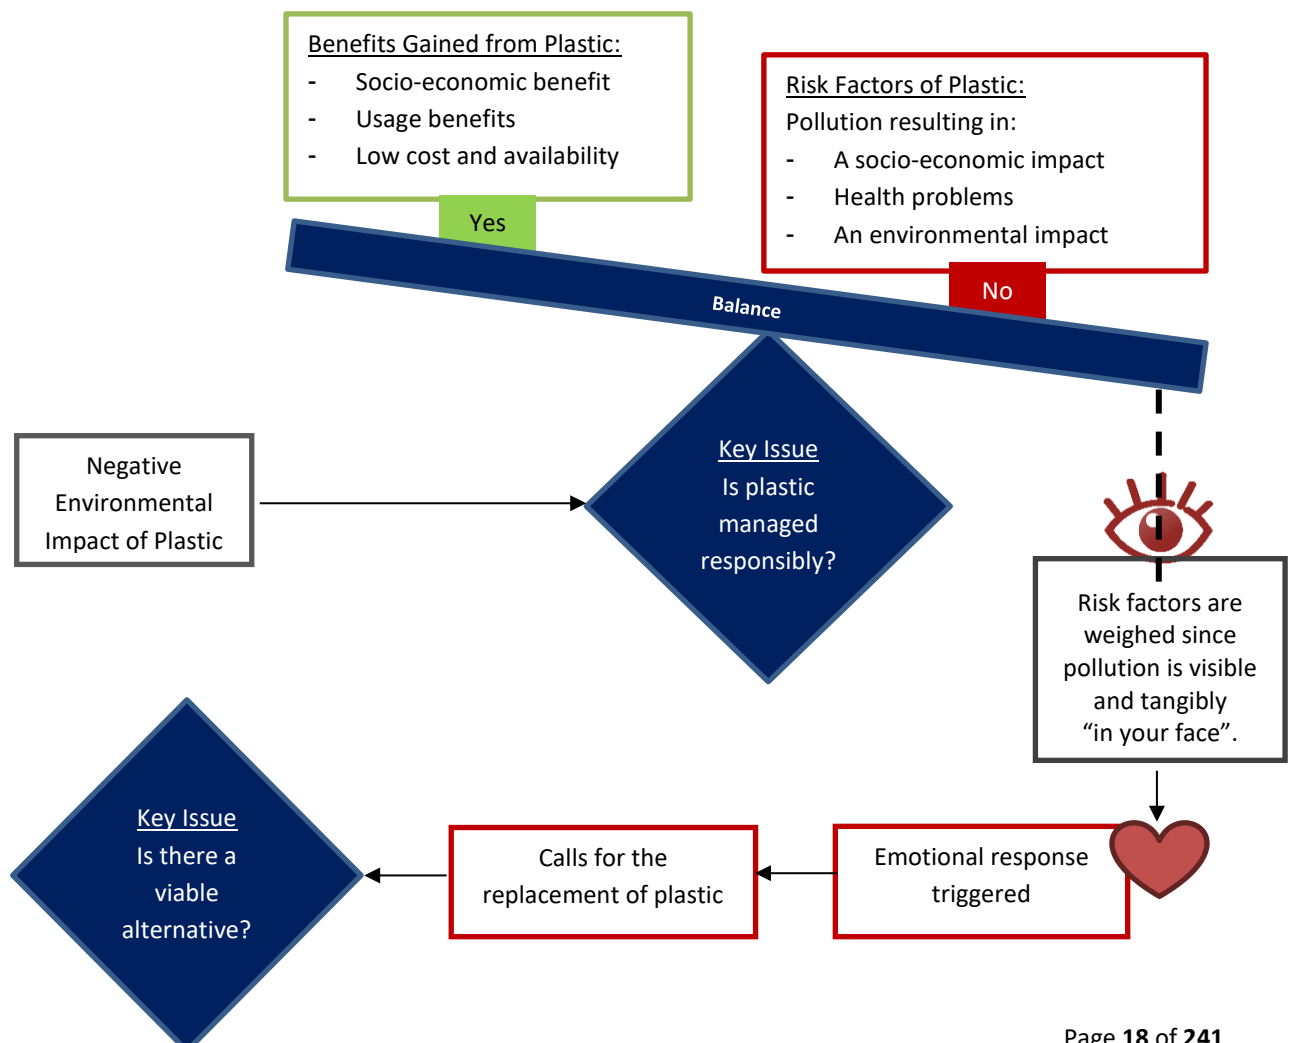 Benefits Gained from Plastic:
- Socio-economic benefit
- Usage benefits
- Low cost and availability
Yes
Risk Factors of Plastic:
Pollution resulting in:
- A socio-economic impact
- Health problems
- An environmental impact
No
Balance
Negative
Environmental
Impact of Plastic
Key Issue
Is plastic
managed
responsibly?
Risk factors are
weighed since
pollution is visible
and tangibly
“in your face”.
Emotional response
triggered
Calls for the
replacement of plastic
Key Issue
Is there a
viable
alternative?
Page 18 of 241